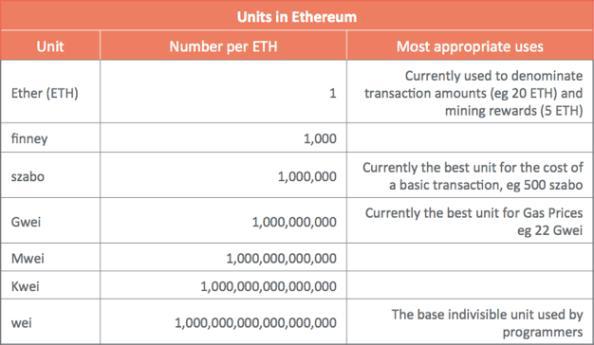 Units in Ethereum
Unit Number per ETH Most appropriate uses
Ether (ETH) 1 Currently used to denominate
transaction amounts (eg 20 ETH) and
mining rewards (5 ETH)
finney 1,000
szabo 1,000,000 Currently the best unit for the cost of
a basic transaction, eg 500 szabo
Gwei 1,000,000,000 Currently the best unit for Gas Prices
eg 22 Gwei
Mwei 1,000,000,000,000
Kwei 1,000,000,000,000,000
wei 1,000,000,000,000,000,000 The base indivisible unit used by
programmers